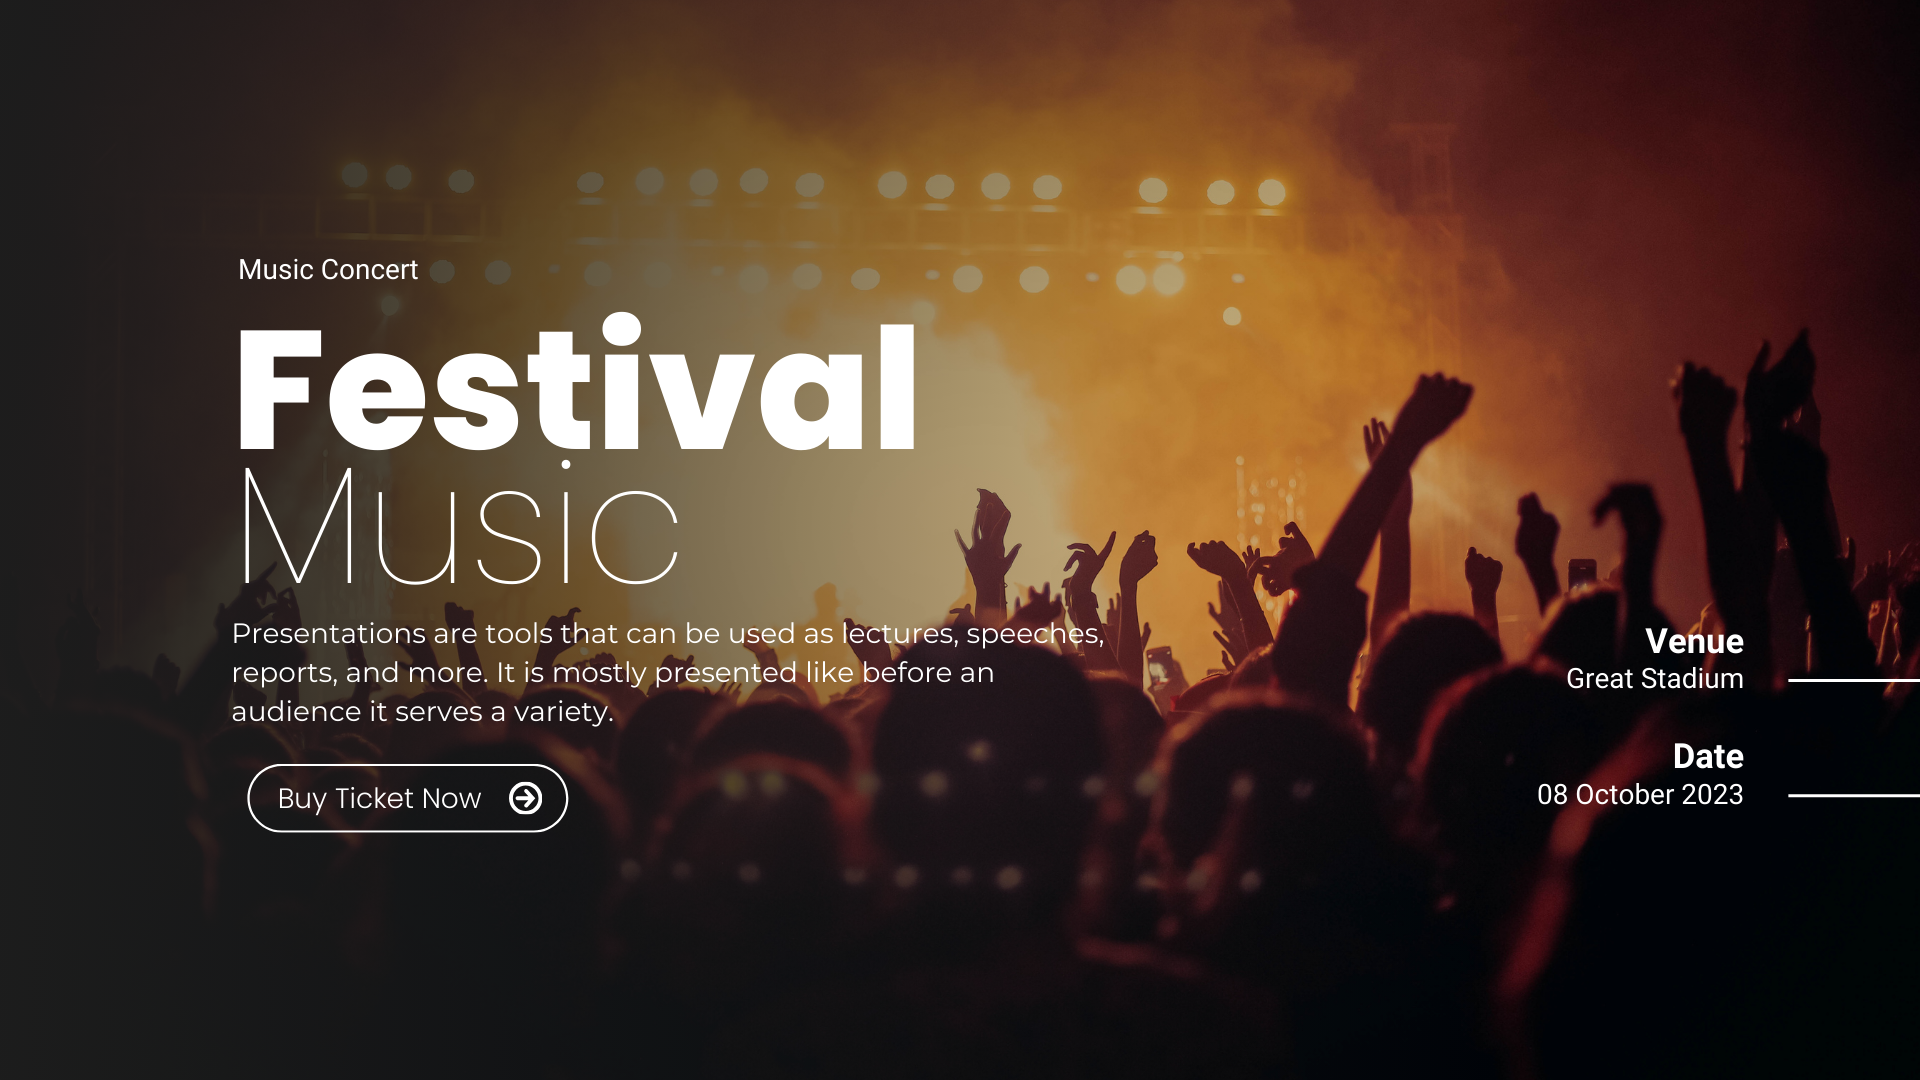 Music Concert
Festival
Music
Presentations are tools that can be used as lectures, speeches,
reports, and more. It is mostly presented like before an
audience it serves a variety.
Buy Ticket Now
Venue
Great Stadium
Date
08 October 2023